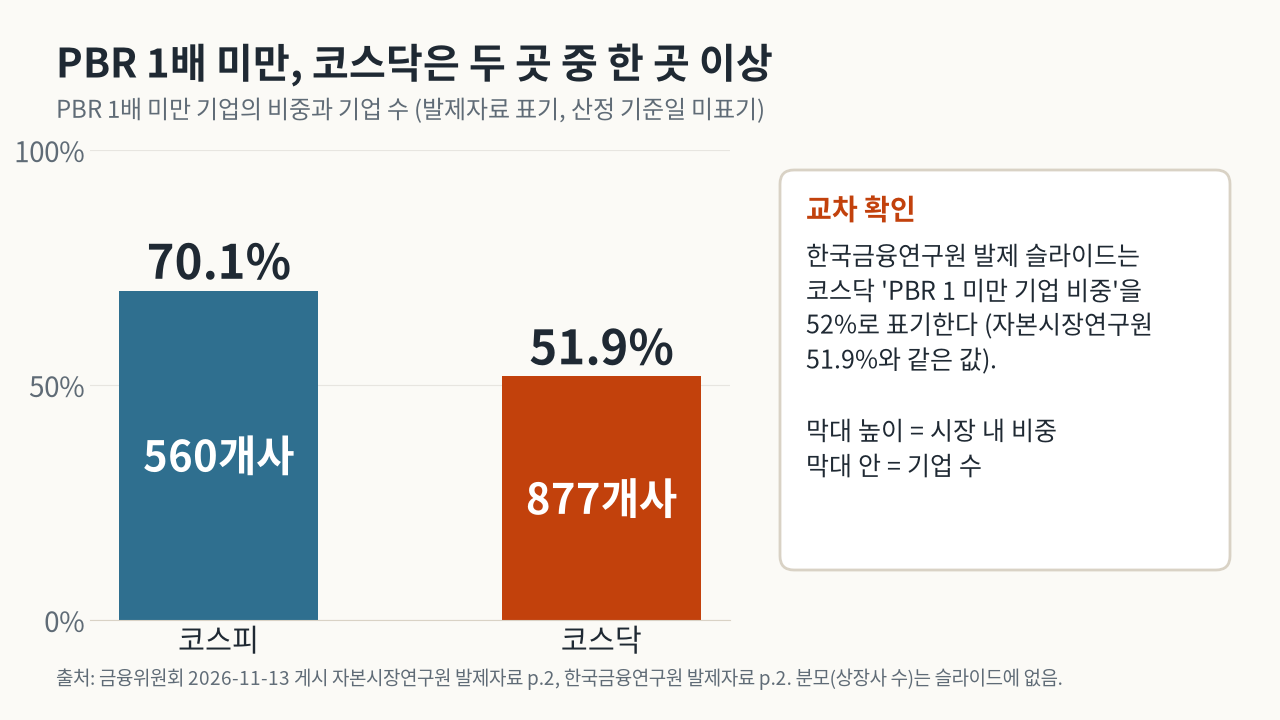 PBR 1배 미만, 코스닥은 두 곳 중 한 곳 이상
PBR 1배 미만 기업의 비중과 기업 수 (발제자료 표기, 산정 기준일 미표기)
100%
50%
0%
70.1%
560개사
코스피
51.9%
877개사
코스닥
교차 확인
한국금융연구원 발제 슬라이드는
코스닥 'PBR 1 미만 기업 비중'을
52%로 표기한다 (자본시장연구원
51.9%와 같은 값).
막대 높이 = 시장 내 비중
막대 안 = 기업 수
출처: 금융위원회 2026-11-13 게시 자본시장연구원 발제자료 p.2, 한국금융연구원 발제자료 p.2. 분모(상장사 수)는 슬라이드에 없음.